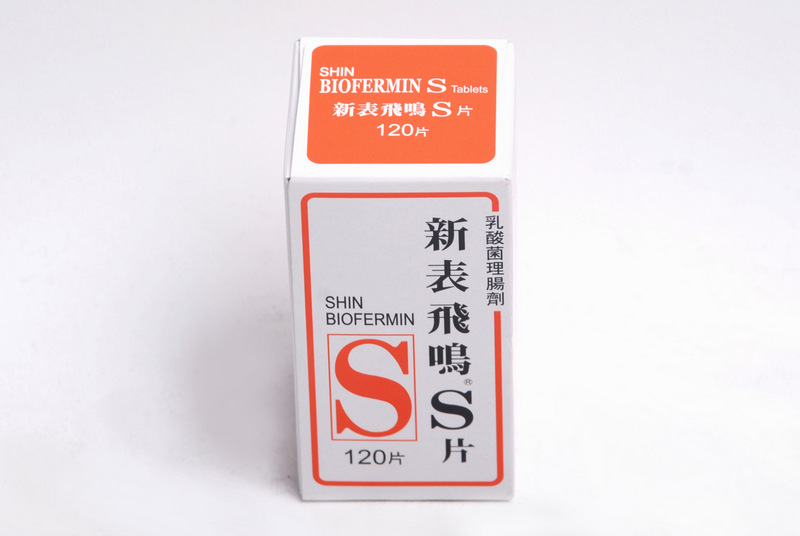 SHIN
BIOFERMIN S Tablets
新表飛鳴 S 片
120片
乳酸菌理腸劑
新表飛鳴®S片
SHIN
BIOFERMIN
S
120片